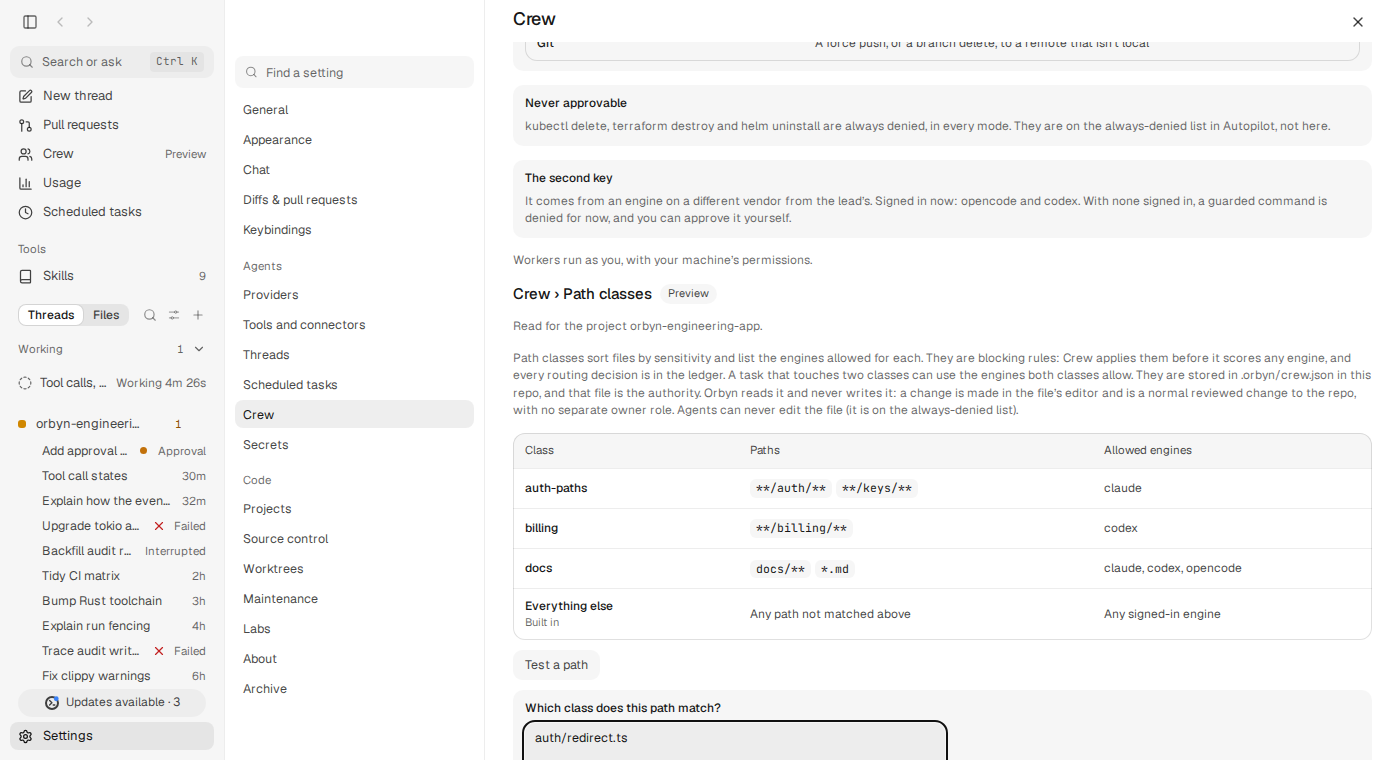 Search or ask
Ctrl K
New thread
Pull requests
Crew
Preview
Usage
Scheduled tasks
Tools
Skills
9
Threads
Files
Working
1
Tool calls, ...
Working 4m 26s
orbyn-engineeri...
1
Add approval ...
Approval
Tool call states
30m
Explain how the even...
32m
Upgrade tokio a...
Failed
Backfill audit r...
Interrupted
Tidy CI matrix
2h
Bump Rust toolchain
3h
Explain run fencing
4h
Trace audit writ...
Failed
Fix clippy warnings
6h
Updates available · 3
Settings
Find a setting
General
Appearance
Chat
Diffs & pull requests
Keybindings
Agents
Providers
Tools and connectors
Threads
Scheduled tasks
Crew
Secrets
Code
Projects
Source control
Worktrees
Maintenance
Labs
About
Archive
Crew
Git
A force push, or a branch delete, to a remote that isn't local
Never approvable
kubectl delete, terraform destroy and helm uninstall are always denied, in every mode. They are on the always-denied list in Autopilot, not here.
The second key
It comes from an engine on a different vendor from the lead's. Signed in now: opencode and codex. With none signed in, a guarded command is
denied for now, and you can approve it yourself.
Workers run as you, with your machine's permissions.
Crew › Path classes
Preview
Read for the project orbyn-engineering-app.
Path classes sort files by sensitivity and list the engines allowed for each. They are blocking rules: Crew applies them before it scores any engine, and
every routing decision is in the ledger. A task that touches two classes can use the engines both classes allow. They are stored in .orbyn/crew.json in this
repo, and that file is the authority. Orbyn reads it and never writes it: a change is made in the file's editor and is a normal reviewed change to the repo,
with no separate owner role. Agents can never edit the file (it is on the always-denied list).
Class
Paths
Allowed engines
auth-paths
**/auth/** **/keys/**
claude
billing
**/billing/**
codex
docs
docs/** *.md
claude, codex, opencode
Everything else
Built in
Any path not matched above
Any signed-in engine
Test a path
Which class does this path match?
auth/redirect.ts